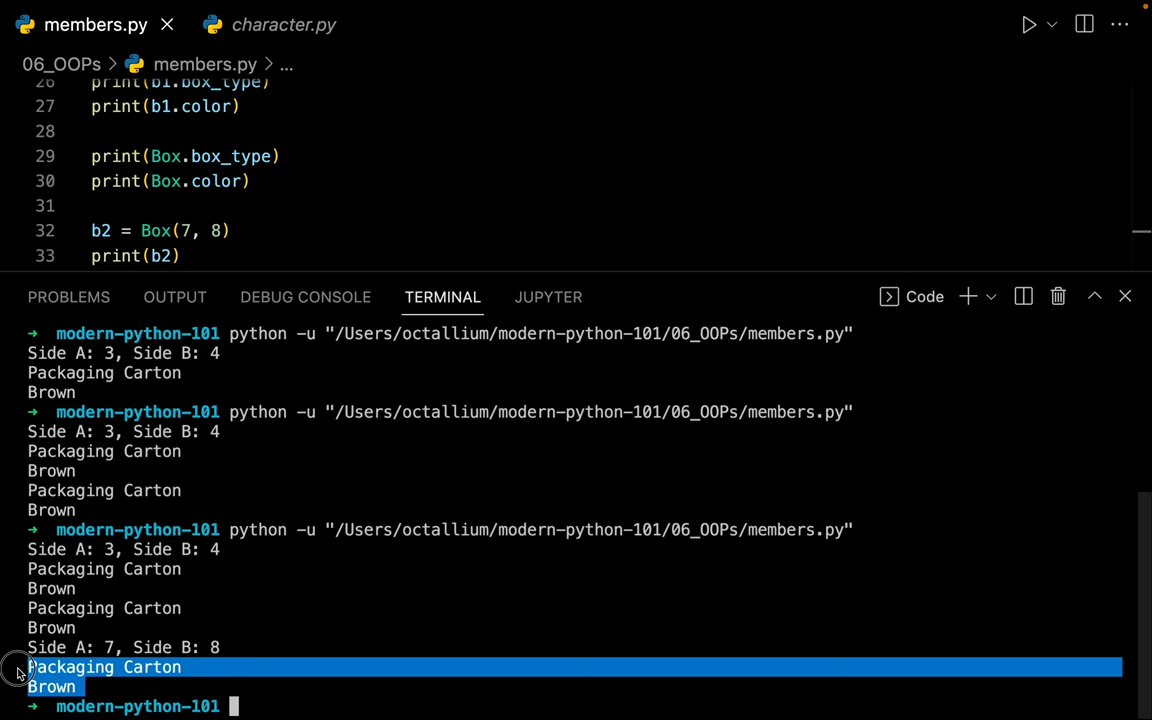 members.py
character.py
06_OOPs > members.py > ...
26 print(b1.box_type)
27 print(b1.color)
28
29 print(Box.box_type)
30 print(Box.color)
31
32 b2 = Box(7, 8)
33 print(b2)
PROBLEMS OUTPUT DEBUG CONSOLE TERMINAL JUPYTER Code
→ modern-python-101 python -u "/Users/octallium/modern-python-101/06_OOPs/members.py"
Side A: 3, Side B: 4
Packaging Carton
Brown
→ modern-python-101 python -u "/Users/octallium/modern-python-101/06_OOPs/members.py"
Side A: 3, Side B: 4
Packaging Carton
Brown
Packaging Carton
Brown
→ modern-python-101 python -u "/Users/octallium/modern-python-101/06_OOPs/members.py"
Side A: 3, Side B: 4
Packaging Carton
Brown
Packaging Carton
Brown
Side A: 7, Side B: 8
Packaging Carton
Brown
→ modern-python-101